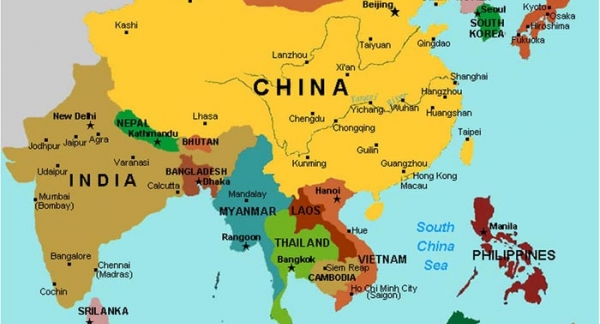 Kashi
Beijing
Seoul
SOUTH
KOREA
Kyoto
Osaka
Hiroshima
Fukuoka
Taiyuan
Qingdao
Lanzhou
Xi'an
CHINA
Shanghai
Hangzhou
Yangzi
River
Yichang
Wuhan
Huangshan
Chengdu
Chongqing
Lhasa
New Delhi
NEPAL
Kathmandu
BHUTAN
Jaipur
Agra
Jodhpur
Varanasi
Udaipur
BANGLADESH
Dhaka
Calcutta
INDIA
Mumbai
(Bombay)
Guilin
Taipei
Kunming
Guangzhou
Hong Kong
Macau
Mandalay
MYANMAR
Hanoi
LAOS
Hue
Rangoon
THAILAND
Bangkok
VIETNAM
Siem Reap
CAMBODIA
Ho Chi Minh City
(Saigon)
South
China
Sea
Manila
PHILIPPINES
Bangalore
Chennai
(Madras)
Cochin
SRILANKA